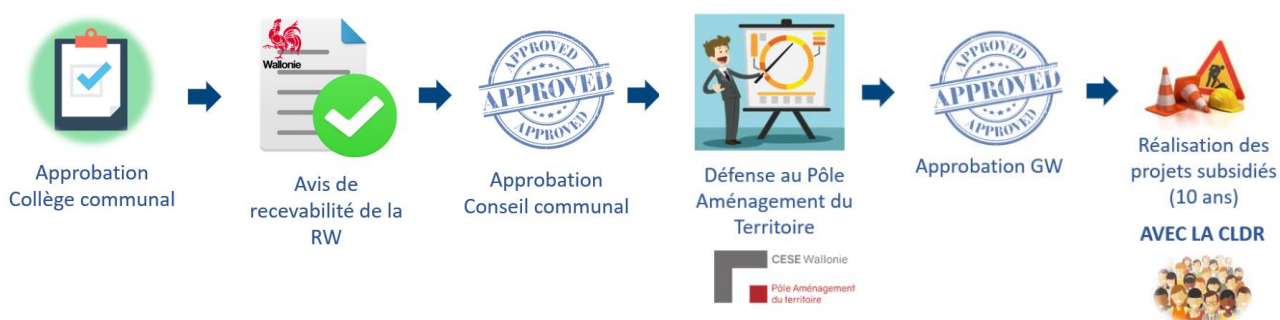 Approbation
Collège communal
Wallonie
Avis de
recevabilité de la
RW
APPROVED
APPROVED
APPROVED
Approbation
Conseil communal
Défense au Pôle
Aménagement du
Territoire
CESE Wallonie
Pôle Aménagement
du territoire
APPROVED
APPROVED
APPROVED
Approbation GW
Réalisation des
projets subsidiés
(10 ans)
AVEC LA CLDR